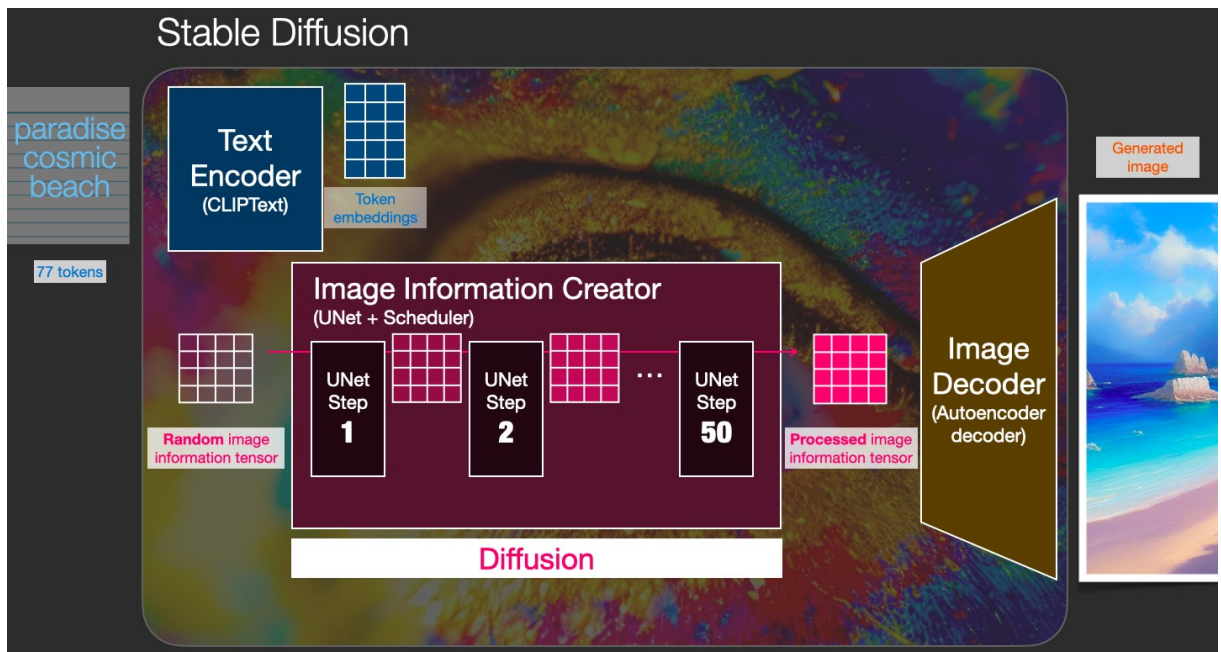 Stable Diffusion
paradise
cosmic
beach
77 tokens
Text
Encoder
(CLIPText)
Token
embeddings
Image Information Creator
(UNet + Scheduler)
UNet
Step
1
UNet
Step
2
...
UNet
Step
50
Random image
information tensor
Processed image
information tensor
Diffusion
Image
Decoder
(Autoencoder
decoder)
Generated
image